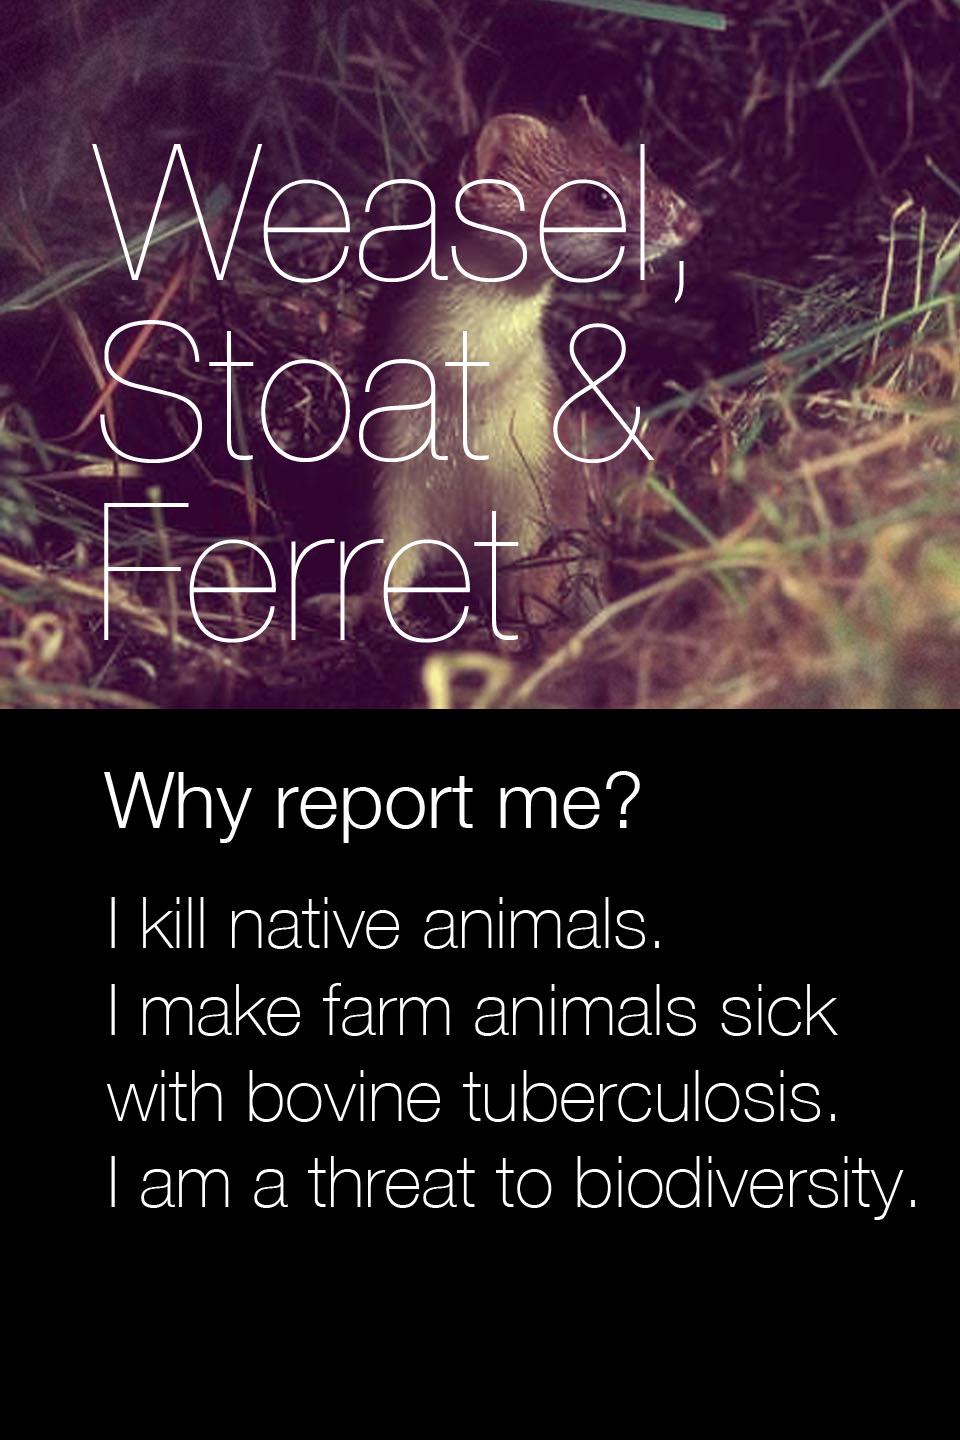 Weasel,
Stoat &
Ferret
Why report me?
I kill native animals.
I make farm animals sick
with bovine tuberculosis.
I am a threat to biodiversity.